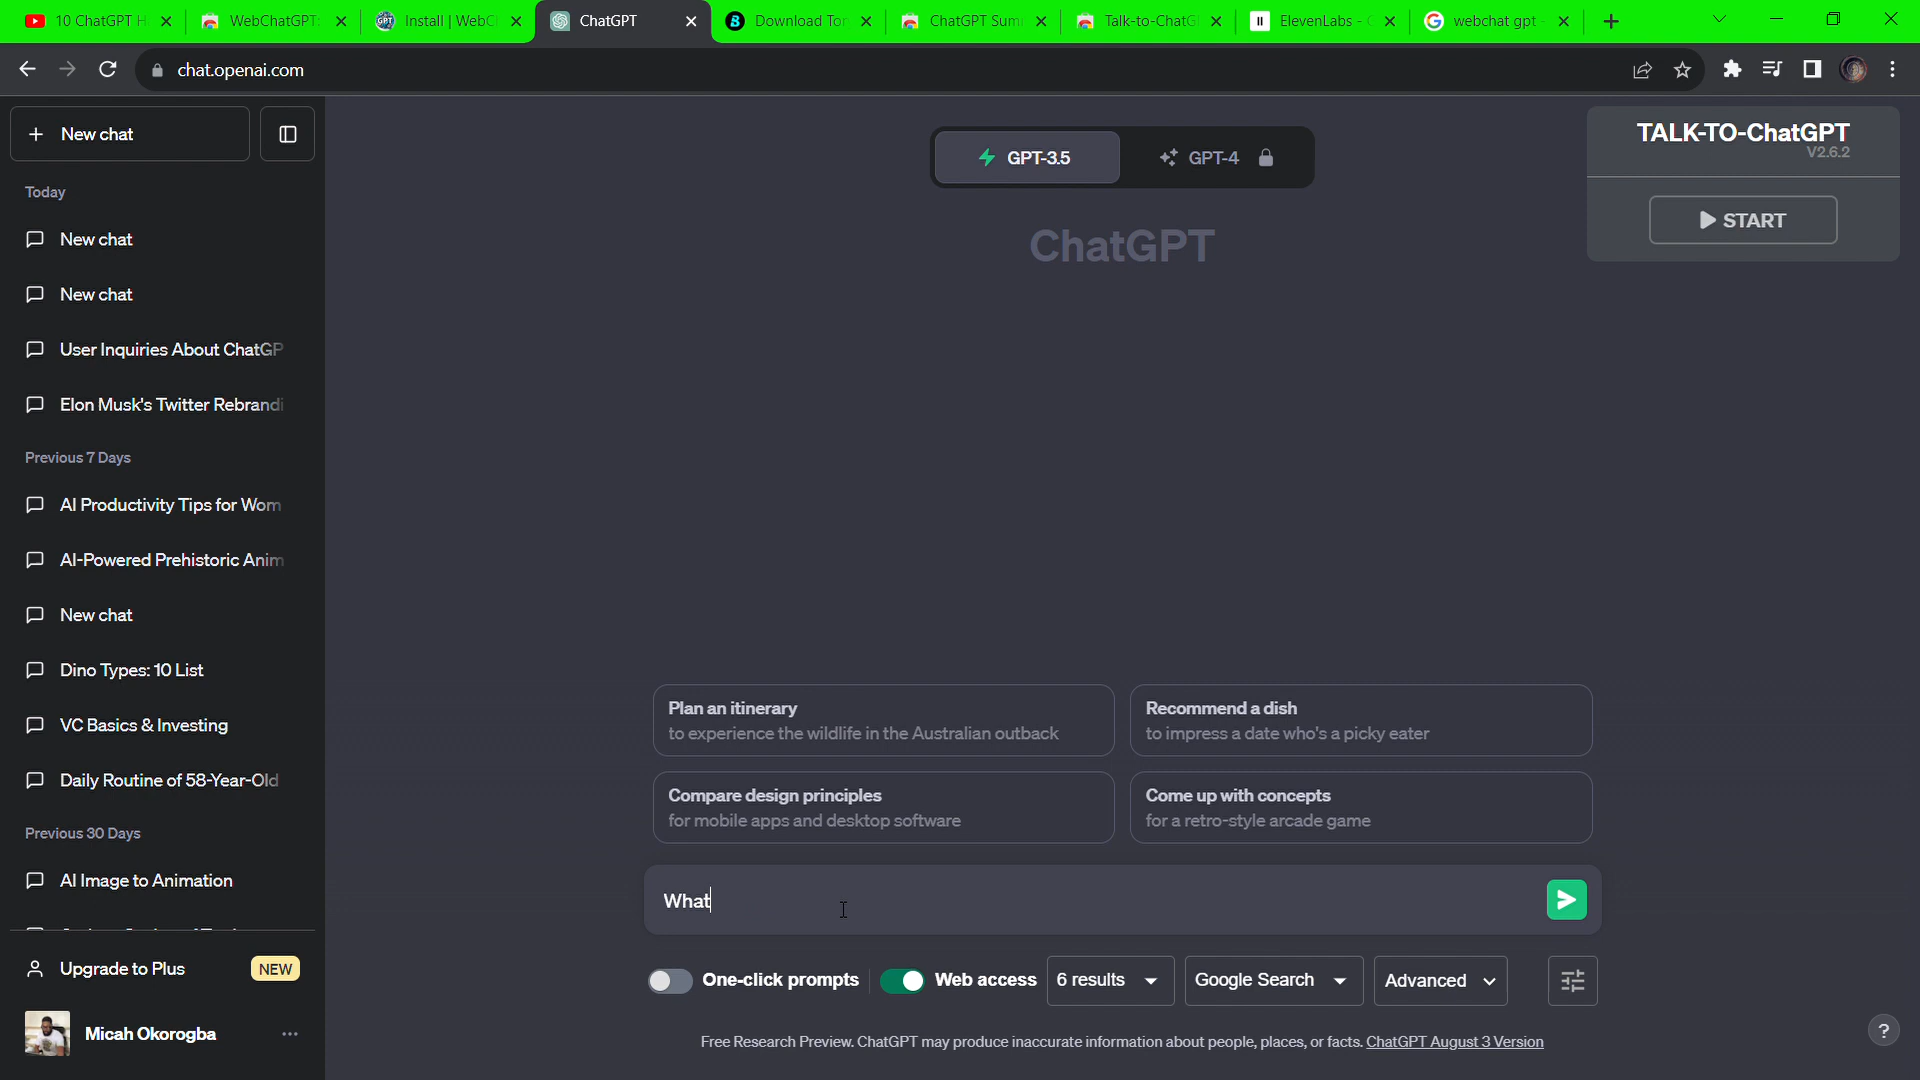 10 ChatGPT H
WebChatGPT:
Install | WebC
ChatGPT
Download Ton
ChatGPT Sum
Talk-to-ChatG
ElevenLabs - G
webchat gpt -
chat.openai.com
New chat
Today
New chat
New chat
User Inquiries About ChatGP
Elon Musk's Twitter Rebrandi
Previous 7 Days
AI Productivity Tips for Wom
AI-Powered Prehistoric Anim
New chat
Dino Types: 10 List
VC Basics & Investing
Daily Routine of 58-Year-Old
Previous 30 Days
AI Image to Animation
Upgrade to Plus NEW
Micah Okorogba
GPT-3.5
GPT-4
ChatGPT
TALK-TO-ChatGPT
V2.6.2
START
Plan an itinerary
to experience the wildlife in the Australian outback
Recommend a dish
to impress a date who's a picky eater
Compare design principles
for mobile apps and desktop software
Come up with concepts
for a retro-style arcade game
What
One-click prompts Web access 6 results Google Search Advanced
Free Research Preview. ChatGPT may produce inaccurate information about people, places, or facts. ChatGPT August 3 Version
?